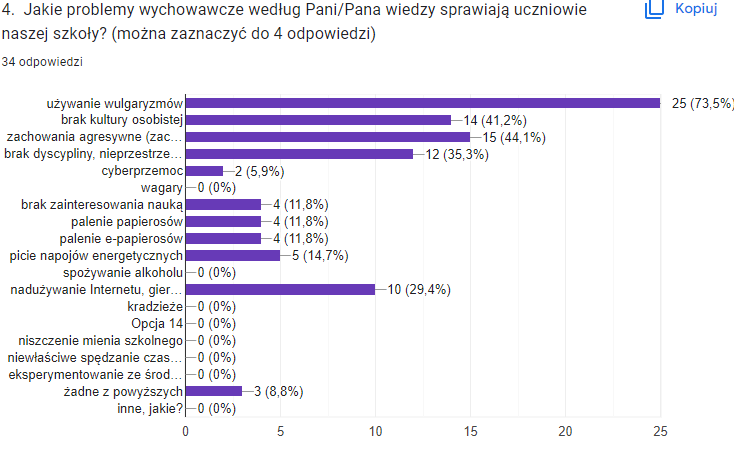 4. Jakie problemy wychowawcze według Pani/Pana wiedzy sprawiają uczniowie
naszej szkoły? (można zaznaczyć do 4 odpowiedzi)
Kopiuj
34 odpowiedzi
używanie wulgaryzmów 25 (73,5%)
brak kultury osobistej 14 (41,2%)
zachowania agresywne (zac… 15 (44,1%)
brak dyscypliny, nieprzestrze… 12 (35,3%)
cyberprzemoc 2 (5,9%)
wagary 0 (0%)
brak zainteresowania nauką 4 (11,8%)
palenie papierosów 4 (11,8%)
palenie e-papierosów 4 (11,8%)
picie napojów energetycznych 5 (14,7%)
spożywanie alkoholu 0 (0%)
nadużywanie Internetu, gier… 10 (29,4%)
kradzieże 0 (0%)
Opcja 14 0 (0%)
niszczenie mienia szkolnego 0 (0%)
niewłaściwe spędzanie czas… 0 (0%)
eksperymentowanie ze środ… 0 (0%)
żadne z powyższych 3 (8,8%)
inne, jakie? 0 (0%)
0 5 10 15 20 25